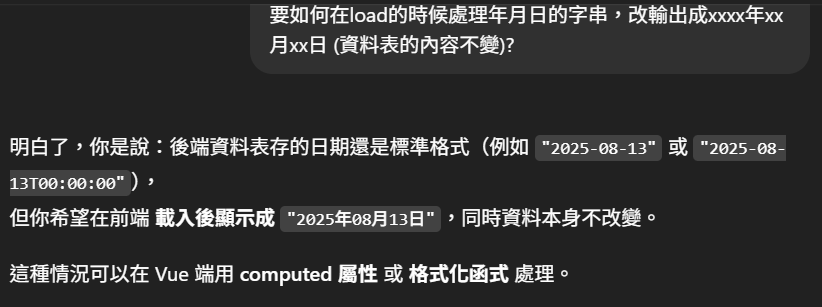 要如何在load的時候處理年月日的字串，改輸出成xxxx年xx
月xx日 (資料表的內容不變)?
明白了，你是說：後端資料表存的日期還是標準格式（例如 "2025-08-13" 或 "2025-08-
13T00:00:00"），
但你希望在前端 載入後顯示成 "2025年08月13日"，同時資料本身不改變。
這種情況可以在 Vue 端用 computed 屬性 或 格式化函式 處理。